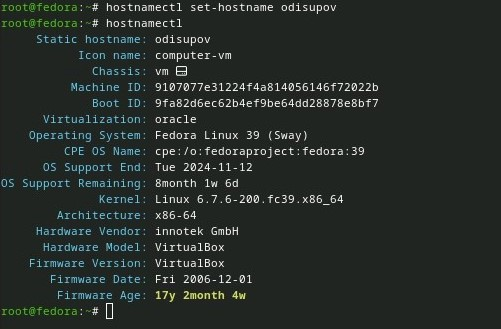 root@fedora:~# hostnamectl set-hostname odisupov
root@fedora:~# hostnamectl
Static hostname: odisupov
Icon name: computer-vm
Chassis: vm 🖴
Machine ID: 9107077e31224f4a814056146f72022b
Boot ID: 9fa82d6ec62b4ef9be64dd28878e8bf7
Virtualization: oracle
Operating System: Fedora Linux 39 (Sway)
CPE OS Name: cpe:/o:fedoraproject:fedora:39
OS Support End: Tue 2024-11-12
OS Support Remaining: 8month 1w 6d
Kernel: Linux 6.7.6-200.fc39.x86_64
Architecture: x86-64
Hardware Vendor: innotek GmbH
Hardware Model: VirtualBox
Firmware Version: VirtualBox
Firmware Date: Fri 2006-12-01
Firmware Age: 17y 2month 4w
root@fedora:~#